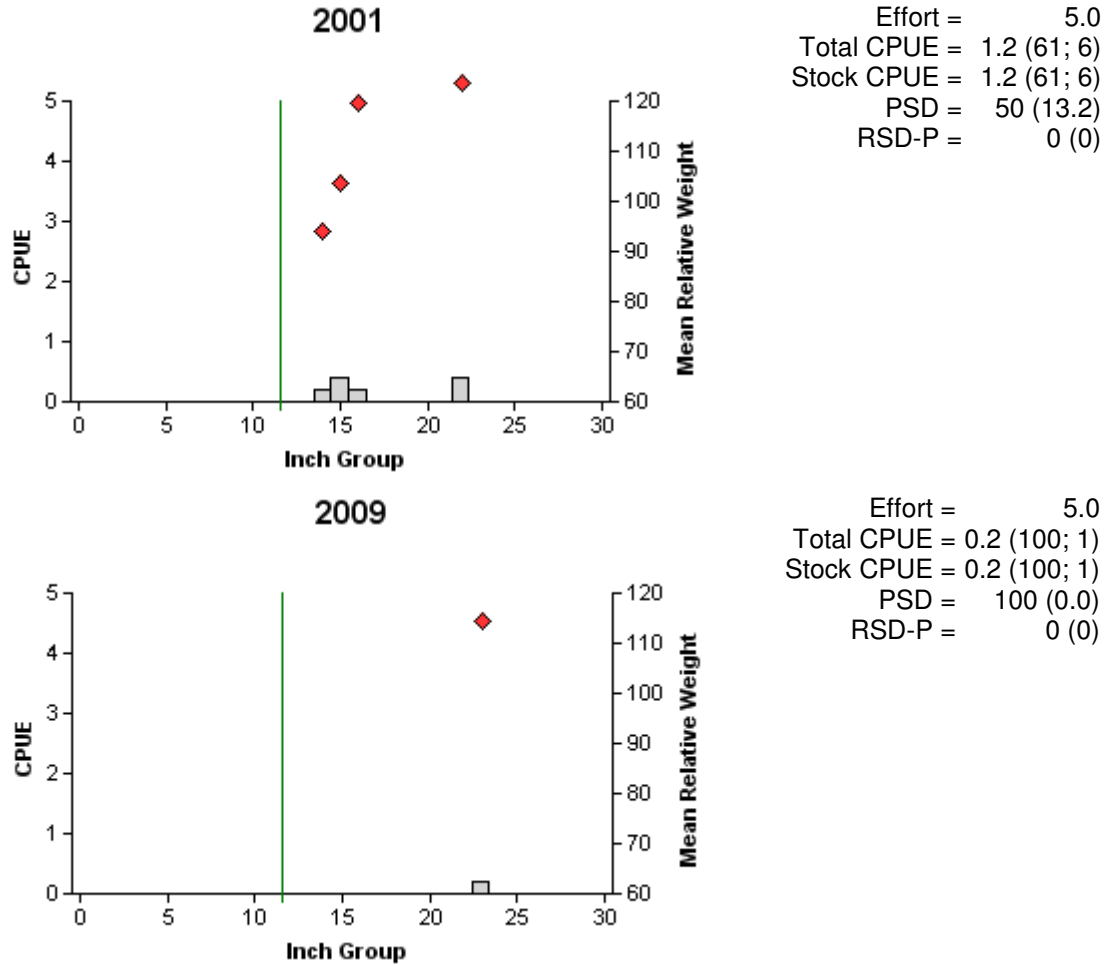 2001
Effort = 5.0
Total CPUE = 1.2 (61; 6)
Stock CPUE = 1.2 (61; 6)
PSD = 50 (13.2)
RSD-P = 0 (0)
5
4
3
2
1
0
CPUE
120
110
100
90
80
70
60
Mean Relative Weight
0 5 10 15 20 25 30
Inch Group
2009
Effort = 5.0
Total CPUE = 0.2 (100; 1)
Stock CPUE = 0.2 (100; 1)
PSD = 100 (0.0)
RSD-P = 0 (0)
5
4
3
2
1
0
CPUE
120
110
100
90
80
70
60
Mean Relative Weight
0 5 10 15 20 25 30
Inch Group